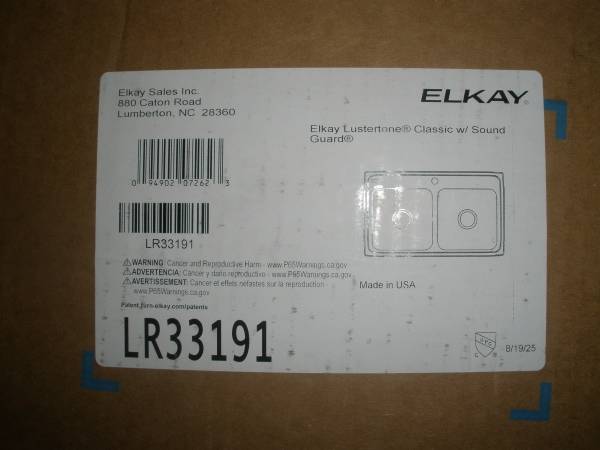 Elkay Sales Inc.
880 Caton Road
Lumberton, NC 28360
ELKAY®
Elkay Lustertone® Classic w/ Sound
Guard®
0 94902 07262 3
LR33191
WARNING: Cancer and Reproductive Harm - www.P65Warnings.ca.gov
ADVERTENCIA: Cancer y daño reproductivo - www.P65Warnings.ca.gov
AVERTISSEMENT: Cancer et effets néfastes sur la reproduction -
www.P65Warnings.ca.gov
Made in USA
Patent.zurn-elkay.com/patents
LR33191
8/19/25